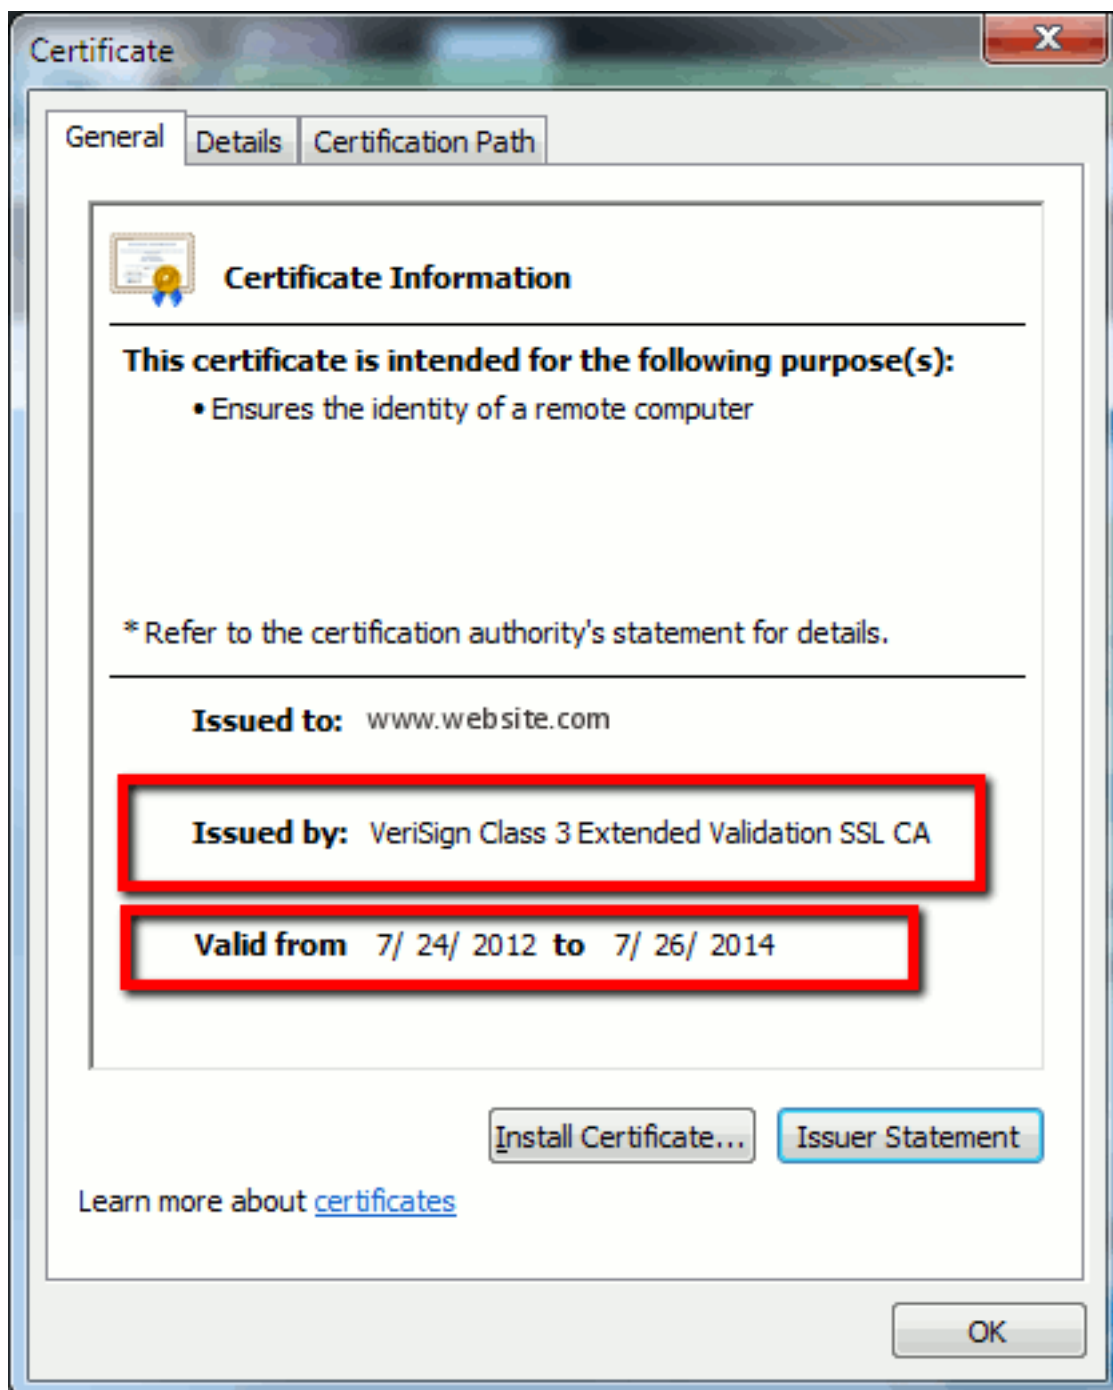 Certificate
General Details Certification Path
Certificate Information
This certificate is intended for the following purpose(s):
• Ensures the identity of a remote computer
* Refer to the certification authority's statement for details.
Issued to: www.website.com
Issued by: VeriSign Class 3 Extended Validation SSL CA
Valid from 7/ 24/ 2012 to 7/ 26/ 2014
Install Certificate... Issuer Statement
Learn more about certificates
OK